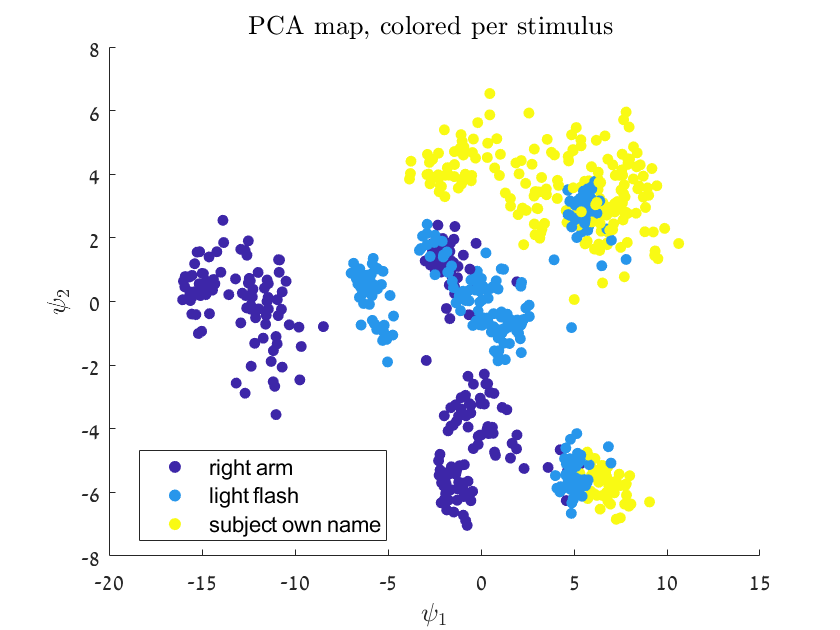 PCA map, colored per stimulus
8
6
4
2
0
-2
-4
-6
-8
ψ2
right arm
light flash
subject own name
-20 -15 -10 -5 0 5 10 15
ψ1